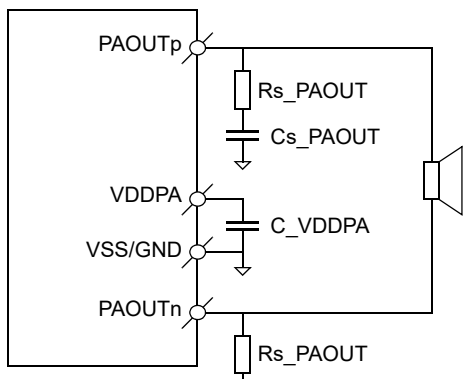 PAOUTp
Rs_PAOUT
Cs_PAOUT
VDDPA
C_VDDPA
VSS/GND
PAOUTn
Rs_PAOUT